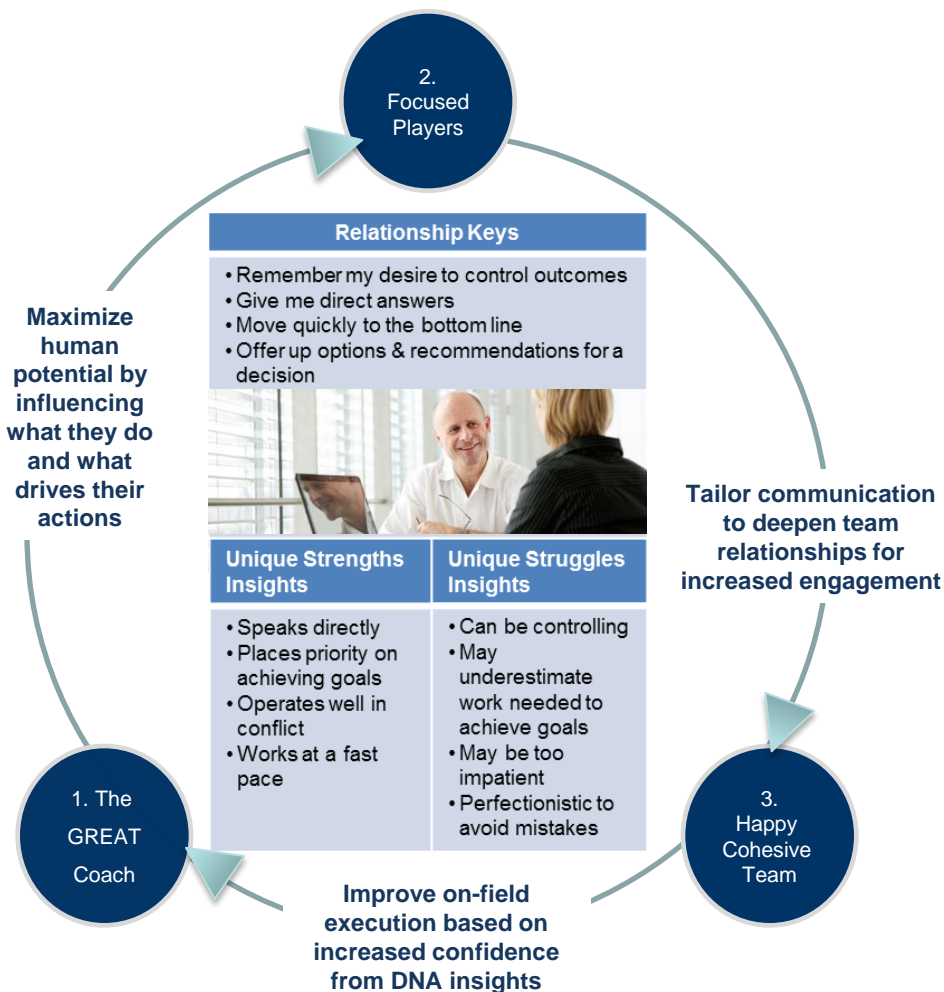 2.
Focused
Players
Relationship Keys
• Remember my desire to control outcomes
• Give me direct answers
• Move quickly to the bottom line
• Offer up options & recommendations for a
decision
Maximize
human
potential by
influencing
what they do
and what
drives their
actions
Tailor communication
to deepen team
relationships for
increased engagement
Unique Strengths
Insights
• Speaks directly
• Places priority on
achieving goals
• Operates well in
conflict
• Works at a fast
pace
Unique Struggles
Insights
• Can be controlling
• May
underestimate
work needed to
achieve goals
• May be too
impatient
• Perfectionistic to
avoid mistakes
1. The
GREAT
Coach
3.
Happy
Cohesive
Team
Improve on-field
execution based on
increased confidence
from DNA insights